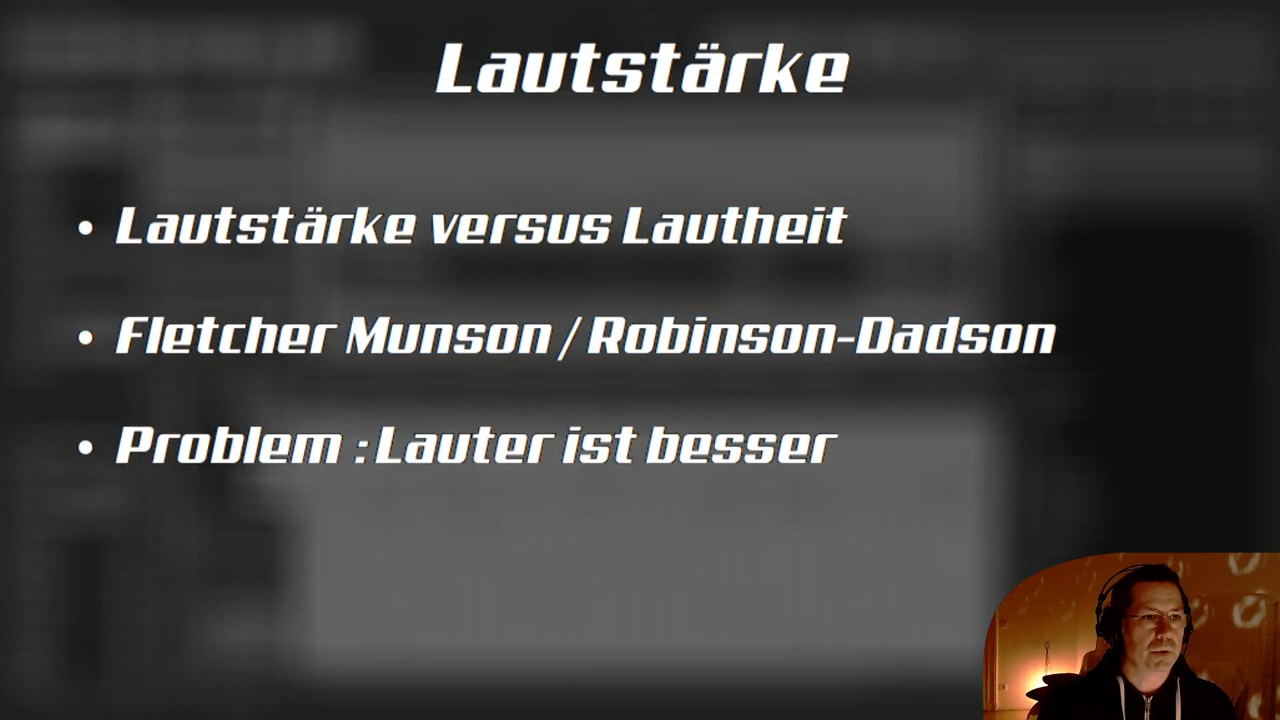 Lautstärke
• Lautstärke versus Lautheit
• Fletcher Munson / Robinson-Dadson
• Problem : Lauter ist besser